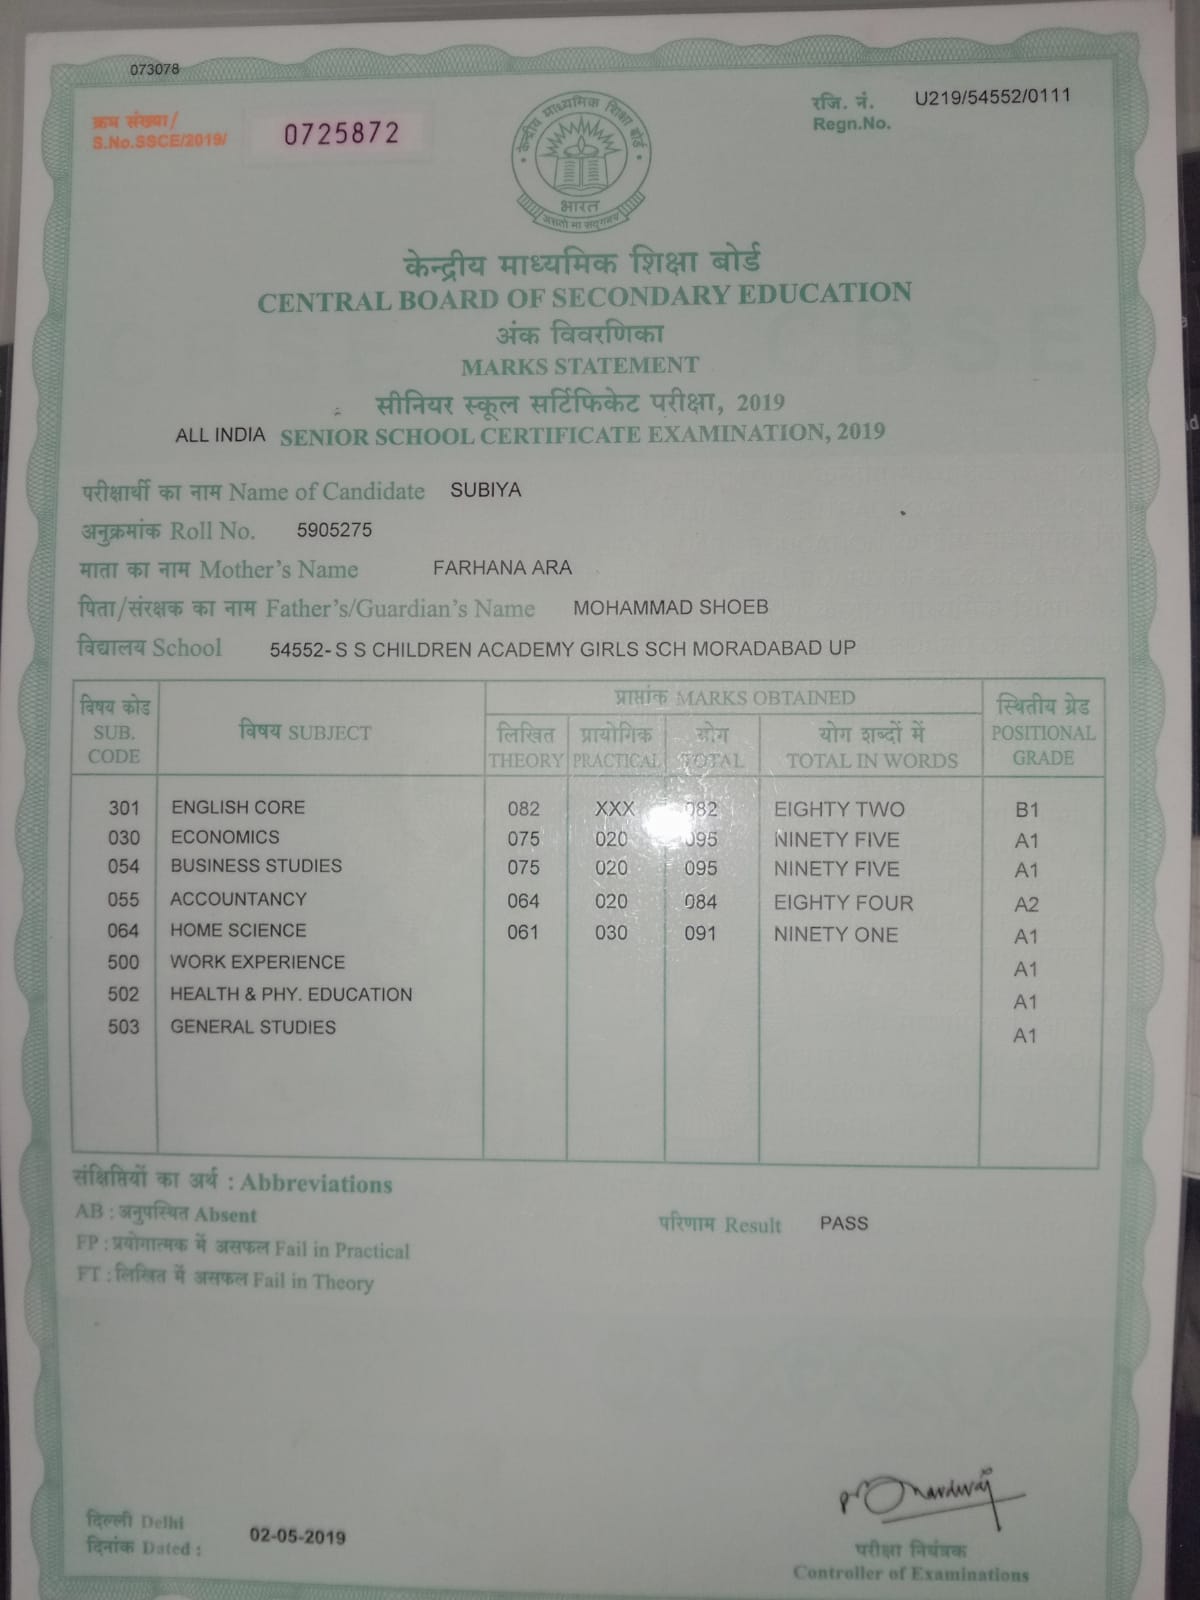 073078
क्रम संख्या/
S.No.SSCE/2019/ 0725872
रजि. नं. U219/54552/0111
Regn.No.
केन्द्रीय माध्यमिक शिक्षा बोर्ड
भारत
असतो मा सद्गमय
केन्द्रीय माध्यमिक शिक्षा बोर्ड
CENTRAL BOARD OF SECONDARY EDUCATION
अंक विवरणिका
MARKS STATEMENT
सीनियर स्कूल सर्टिफिकेट परीक्षा, 2019
ALL INDIA SENIOR SCHOOL CERTIFICATE EXAMINATION, 2019
परीक्षार्थी का नाम Name of Candidate SUBIYA
अनुक्रमांक Roll No. 5905275
माता का नाम Mother's Name FARHANA ARA
पिता/संरक्षक का नाम Father's/Guardian's Name MOHAMMAD SHOEB
विद्यालय School 54552- S S CHILDREN ACADEMY GIRLS SCH MORADABAD UP
विषय कोड SUB. CODE विषय SUBJECT प्राप्तांक MARKS OBTAINED स्थितीय ग्रेड POSITIONAL GRADE
लिखित THEORY प्रायोगिक PRACTICAL योग TOTAL योग शब्दों में TOTAL IN WORDS
301 ENGLISH CORE 082 XXX 082 EIGHTY TWO B1
030 ECONOMICS 075 020 095 NINETY FIVE A1
054 BUSINESS STUDIES 075 020 095 NINETY FIVE A1
055 ACCOUNTANCY 064 020 084 EIGHTY FOUR A2
064 HOME SCIENCE 061 030 091 NINETY ONE A1
500 WORK EXPERIENCE A1
502 HEALTH & PHY. EDUCATION A1
503 GENERAL STUDIES A1
संक्षिप्तियों का अर्थ : Abbreviations
AB : अनुपस्थित Absent
परिणाम Result PASS
FP : प्रयोगात्मक में असफल Fail in Practical
FT : लिखित में असफल Fail in Theory
दिल्ली Delhi
दिनांक Dated : 02-05-2019
परीक्षा नियंत्रक
Controller of Examinations